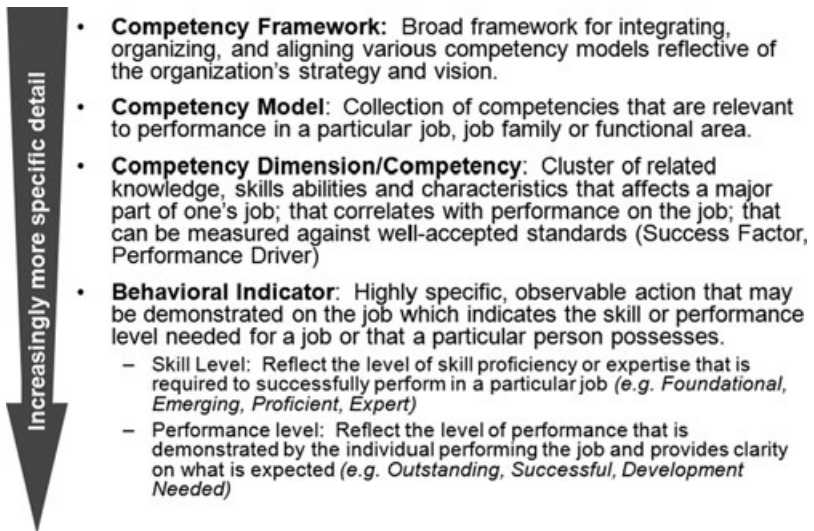 Increasingly more specific detail
• Competency Framework: Broad framework for integrating,
organizing, and aligning various competency models reflective of
the organization's strategy and vision.
• Competency Model: Collection of competencies that are relevant
to performance in a particular job, job family or functional area.
• Competency Dimension/Competency: Cluster of related
knowledge, skills abilities and characteristics that affects a major
part of one's job; that correlates with performance on the job; that
can be measured against well-accepted standards (Success Factor,
Performance Driver)
• Behavioral Indicator: Highly specific, observable action that may
be demonstrated on the job which indicates the skill or performance
level needed for a job or that a particular person possesses.
– Skill Level: Reflect the level of skill proficiency or expertise that is
required to successfully perform in a particular job (e.g. Foundational,
Emerging, Proficient, Expert)
– Performance level: Reflect the level of performance that is
demonstrated by the individual performing the job and provides clarity
on what is expected (e.g. Outstanding, Successful, Development
Needed)